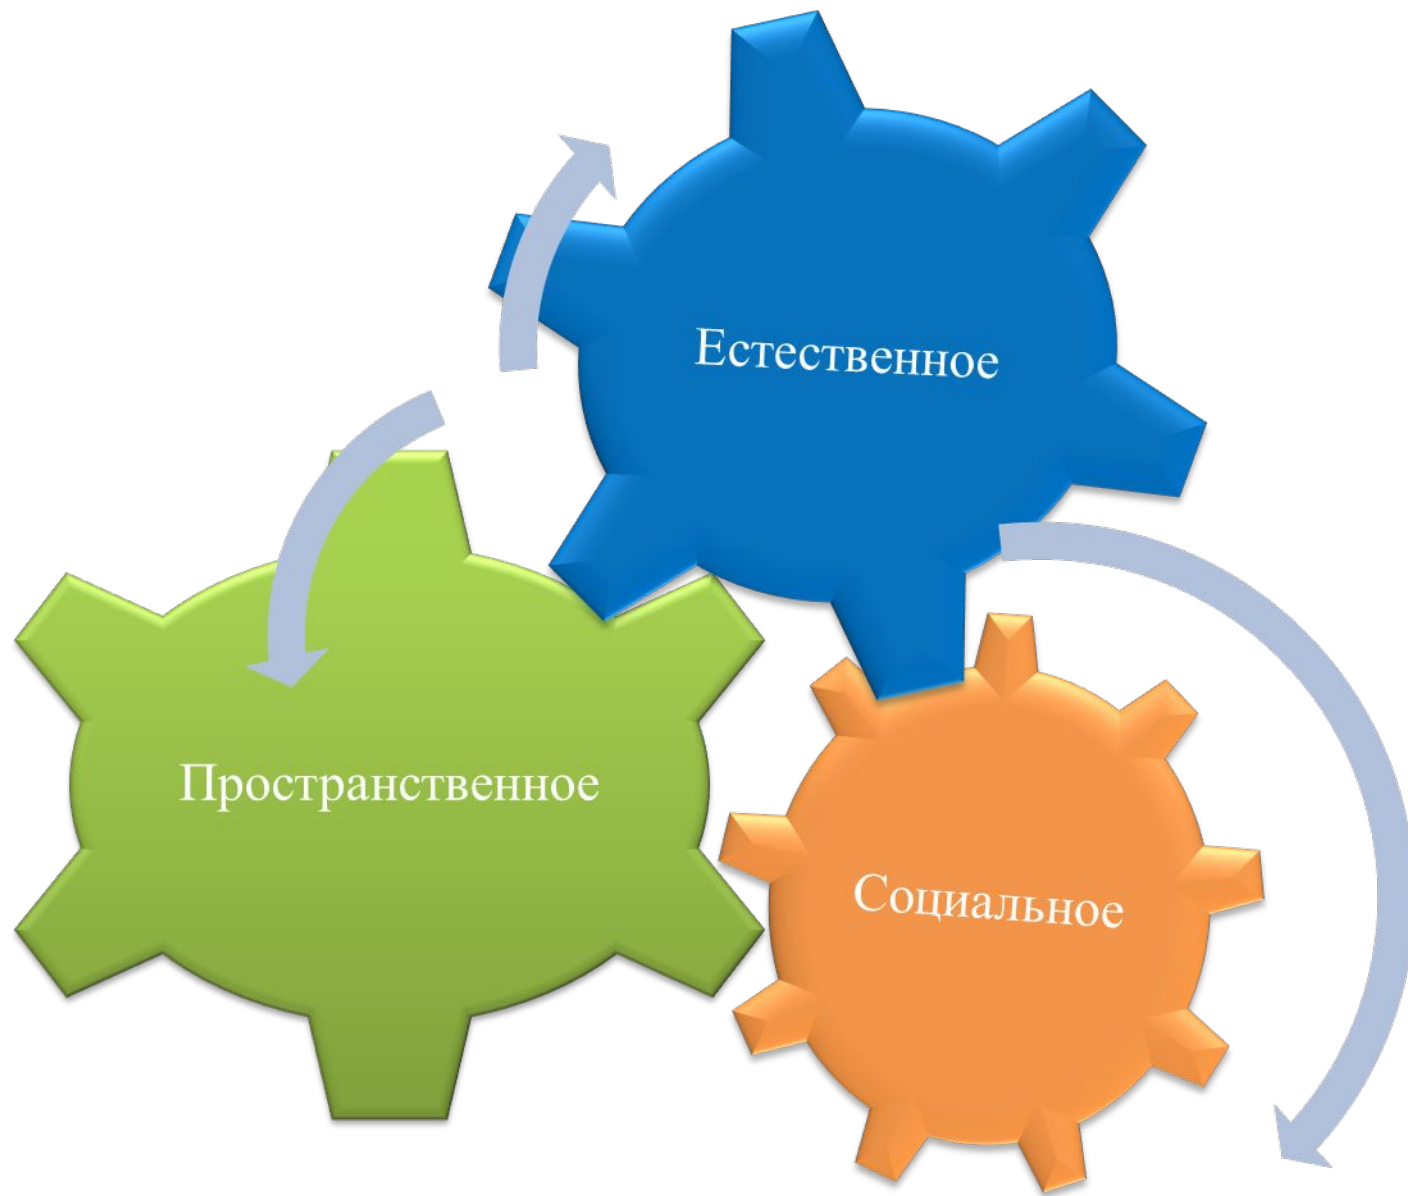 Естественное
Пространственное
Социальное